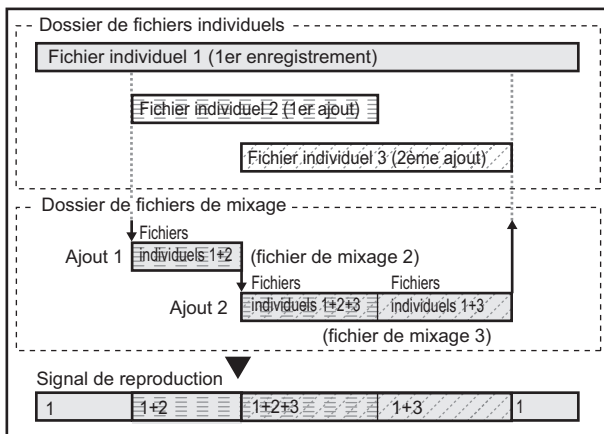 Dossier de fichiers individuels
Fichier individuel 1 (1er enregistrement)
Fichier individuel 2 (1er ajout)
Fichier individuel 3 (2ème ajout)
Dossier de fichiers de mixage
Fichiers
Ajout 1 individuels 1+2 (fichier de mixage 2)
Fichiers Fichiers
Ajout 2 individuels 1+2+3 individuels 1+3
(fichier de mixage 3)
Signal de reproduction
1 1+2 1+2+3 1+3 1